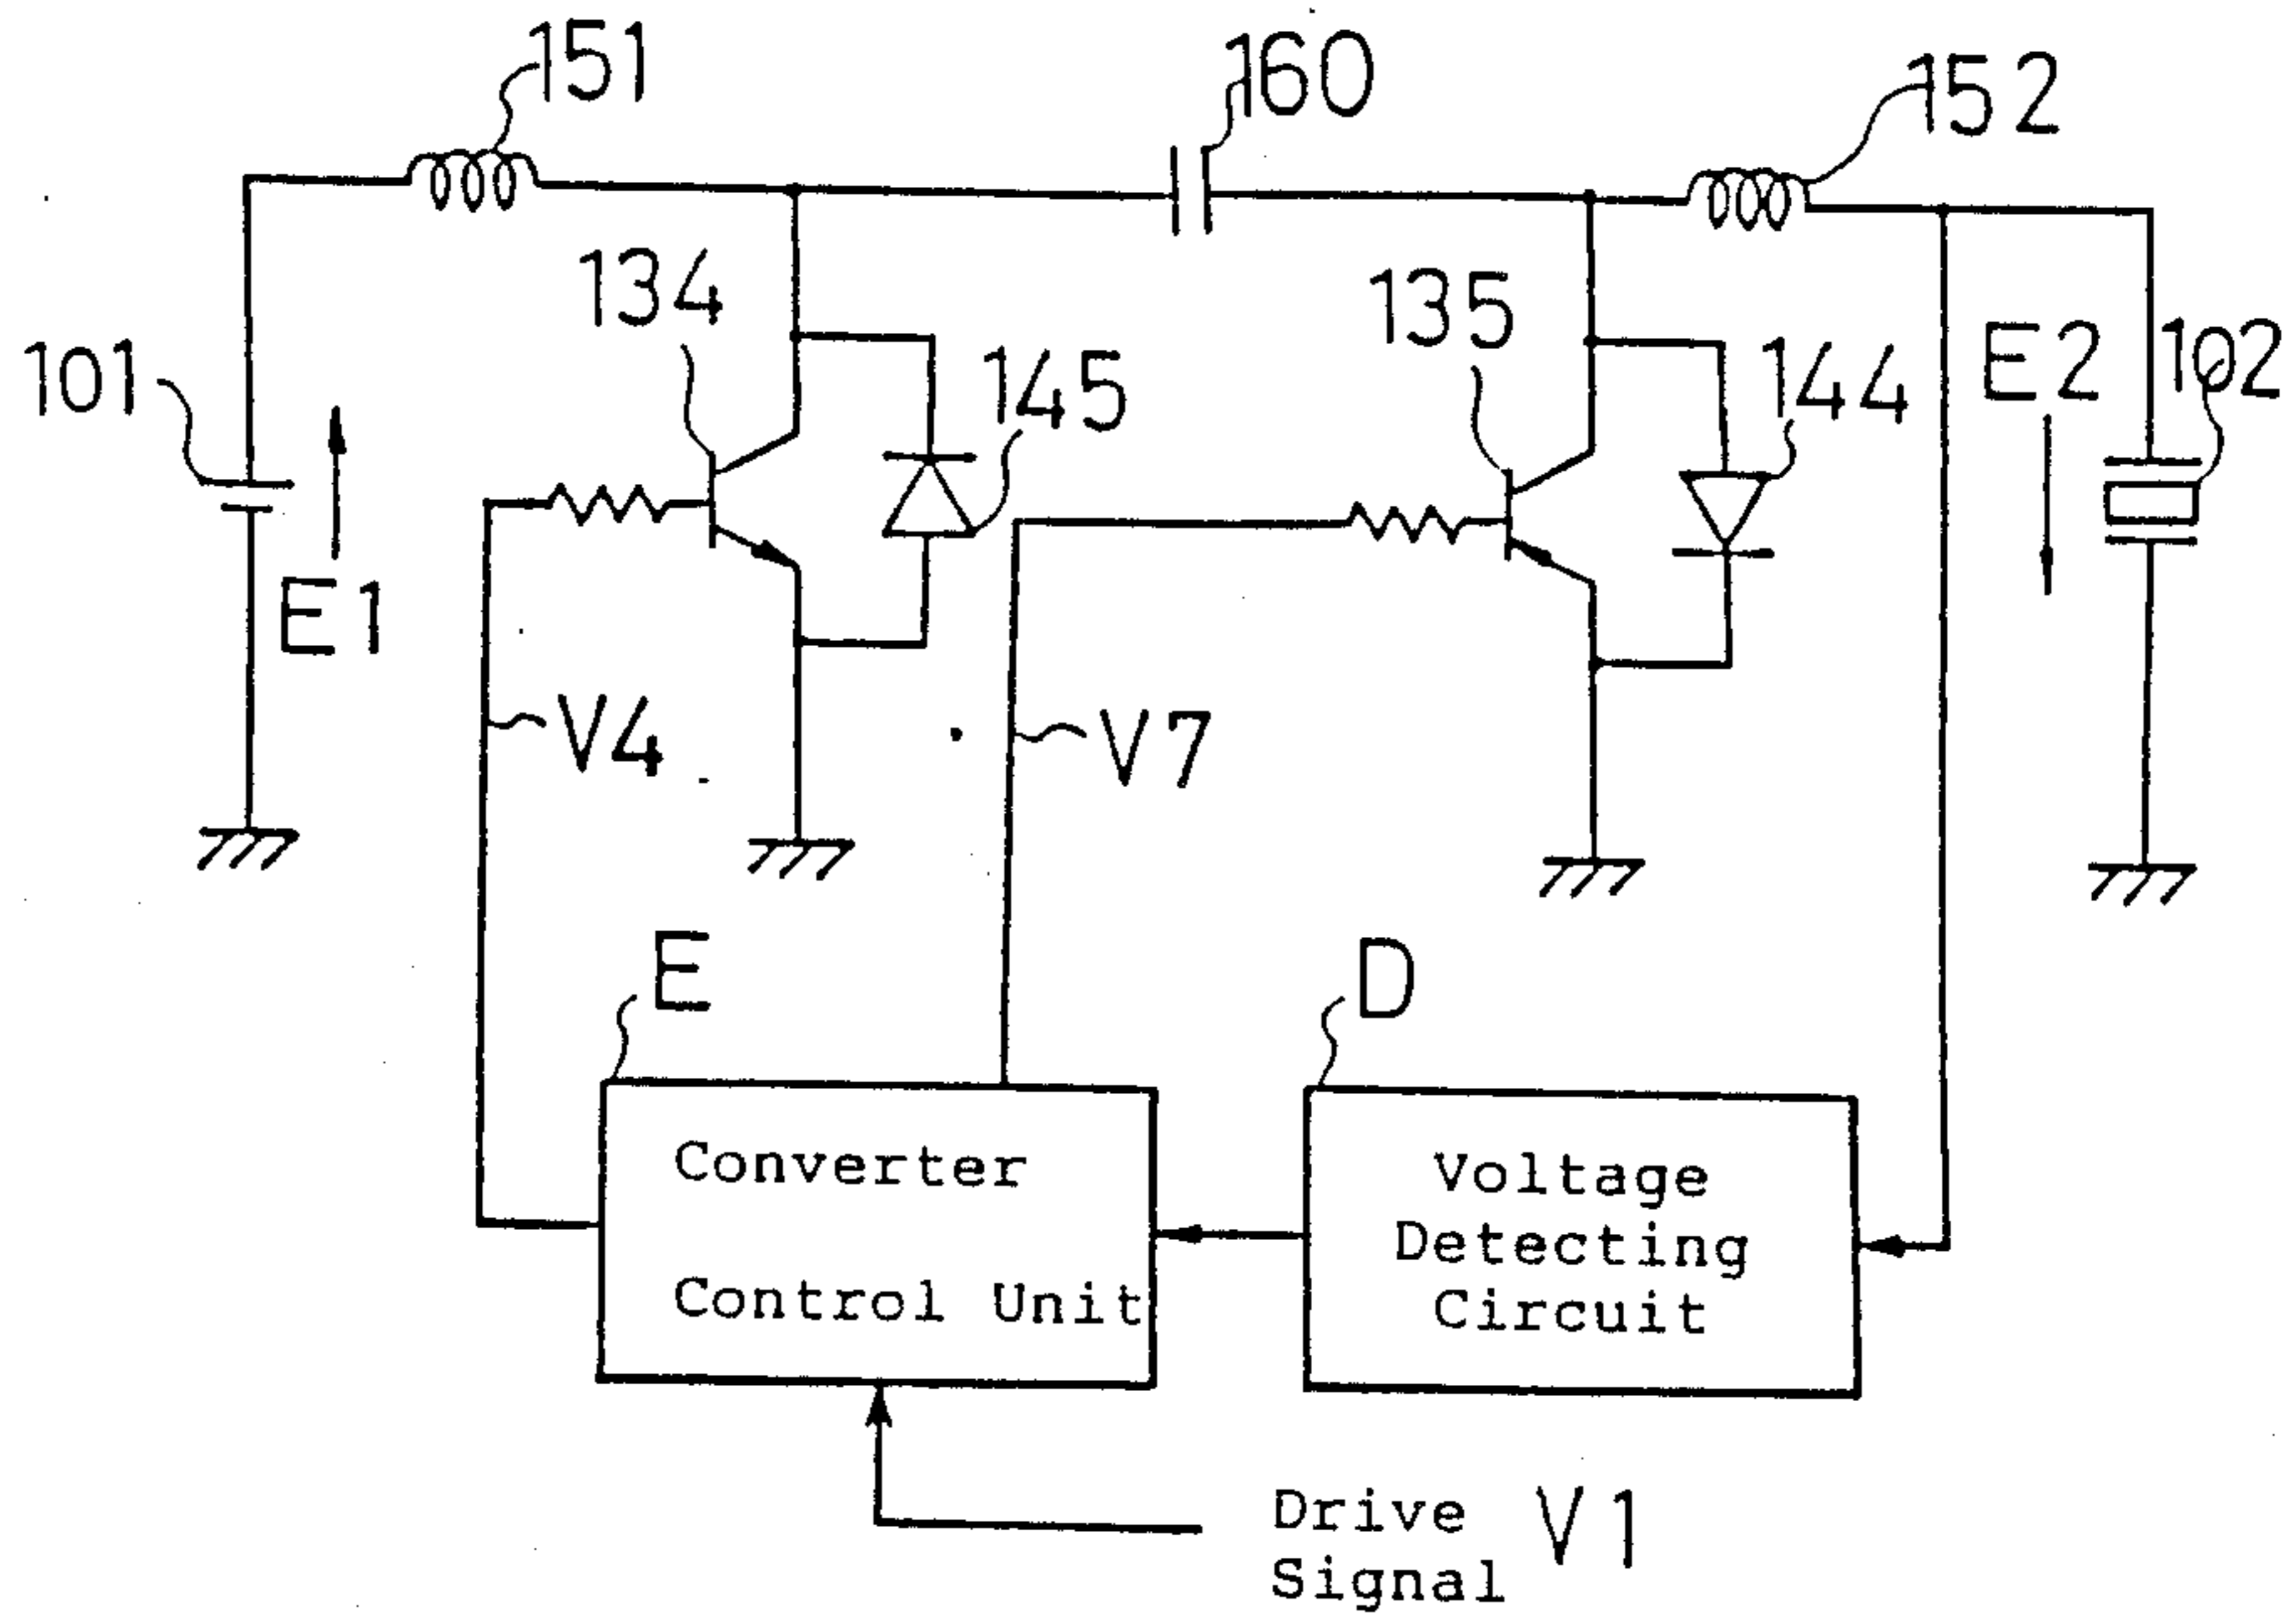 151
160
152
134
135
101
145
144
E2
102
E1
V4
V7
E
D
Converter
Control Unit
Voltage
Detecting
Circuit
Drive
Signal
V1